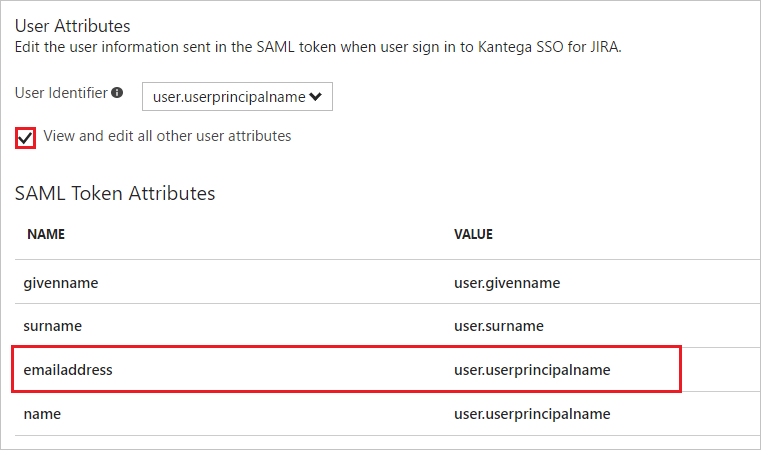 User Attributes
Edit the user information sent in the SAML token when user sign in to Kantega SSO for JIRA.
User Identifier user.userprincipalname
View and edit all other user attributes
SAML Token Attributes
NAME VALUE
givenname user.givenname
surname user.surname
emailaddress user.userprincipalname
name user.userprincipalname